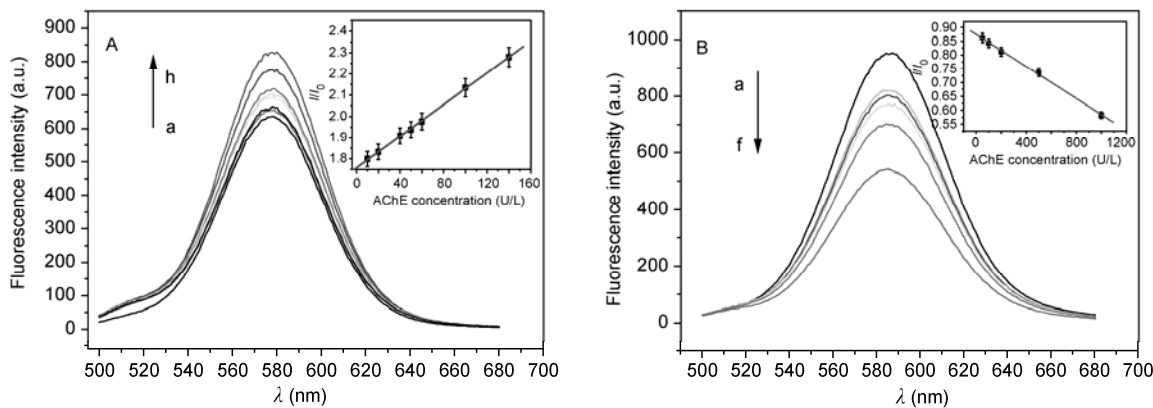 A
h
a
900
800
700
600
500
400
300
200
100
0
Fluorescence intensity (a.u.)
500 520 540 560 580 600 620 640 660 680 700
λ (nm)
2.4
2.3
2.2
2.1
2.0
1.9
1.8
I/I0
0 40 80 120 160
AChE concentration (U/L)
B
a
f
1000
800
600
400
200
0
Fluorescence intensity (a.u.)
500 520 540 560 580 600 620 640 660 680 700
λ (nm)
0.90
0.85
0.80
0.75
0.70
0.65
0.60
0.55
I/I0
0 200 400 600 800 1000 1200
AChE concentration (U/L)